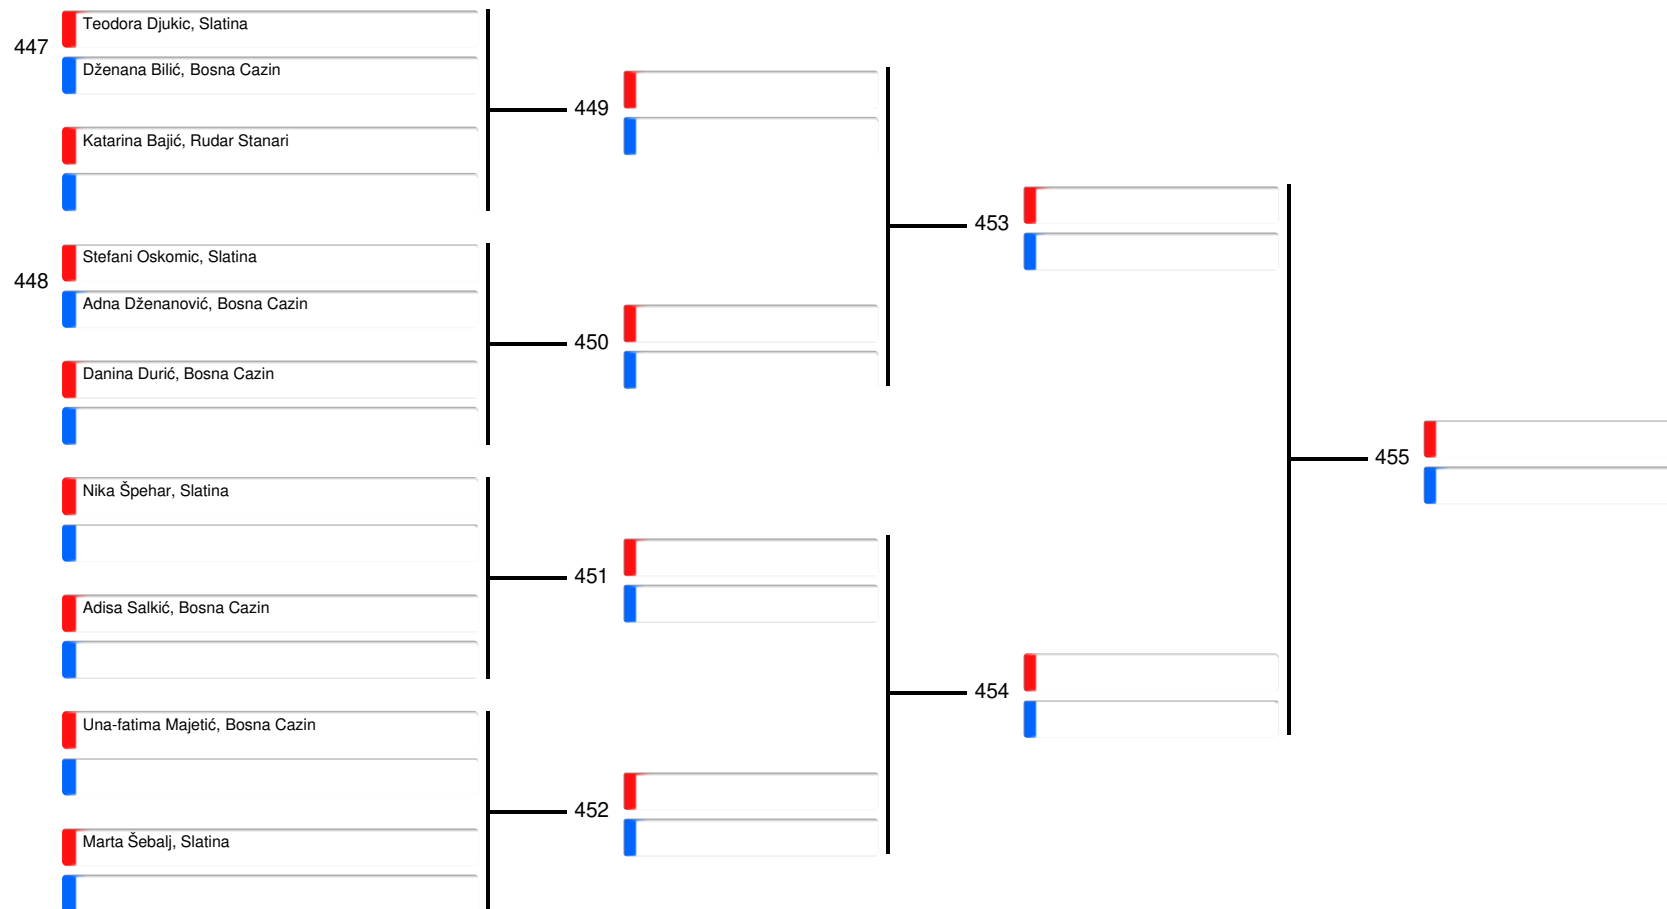 Teodora Djukic, Slatina
447
Dženana Bilić, Bosna Cazin
449
Katarina Bajić, Rudar Stanari
453
Stefani Oskomic, Slatina
448
Adna Dženanović, Bosna Cazin
450
Danina Durić, Bosna Cazin
455
Nika Špehar, Slatina
451
Adisa Salkić, Bosna Cazin
454
Una-fatima Majetić, Bosna Cazin
452
Marta Šebalj, Slatina